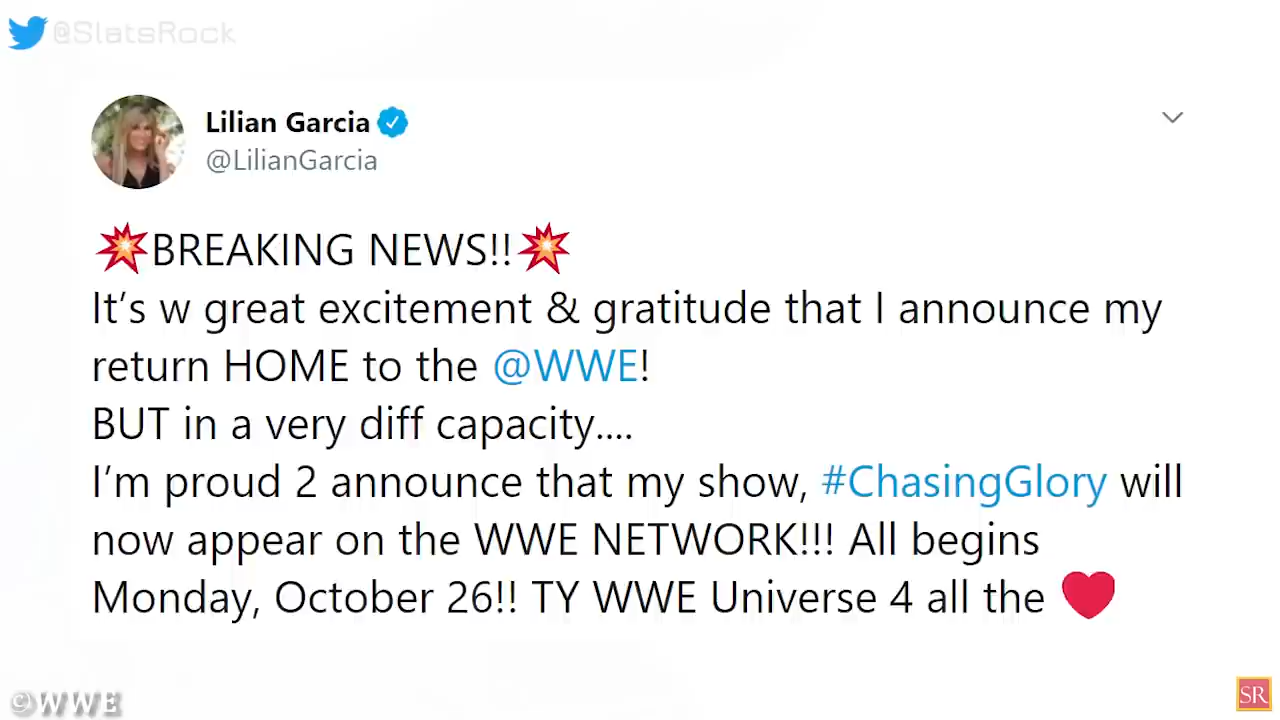 @SlatsRock
Lilian Garcia
@LilianGarcia
💥BREAKING NEWS!!💥
It’s w great excitement & gratitude that I announce my
return HOME to the @WWE!
BUT in a very diff capacity....
I’m proud 2 announce that my show, #ChasingGlory will
now appear on the WWE NETWORK!!! All begins
Monday, October 26!! TY WWE Universe 4 all the ❤️
©WWE
SR